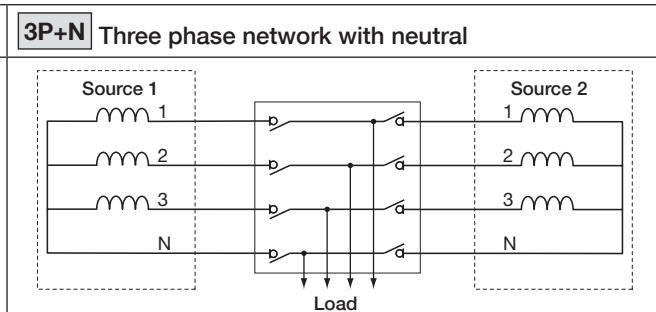 3P+N Three phase network with neutral
Source 1
Source 2
1
1
2
2
3
3
N
N
Load